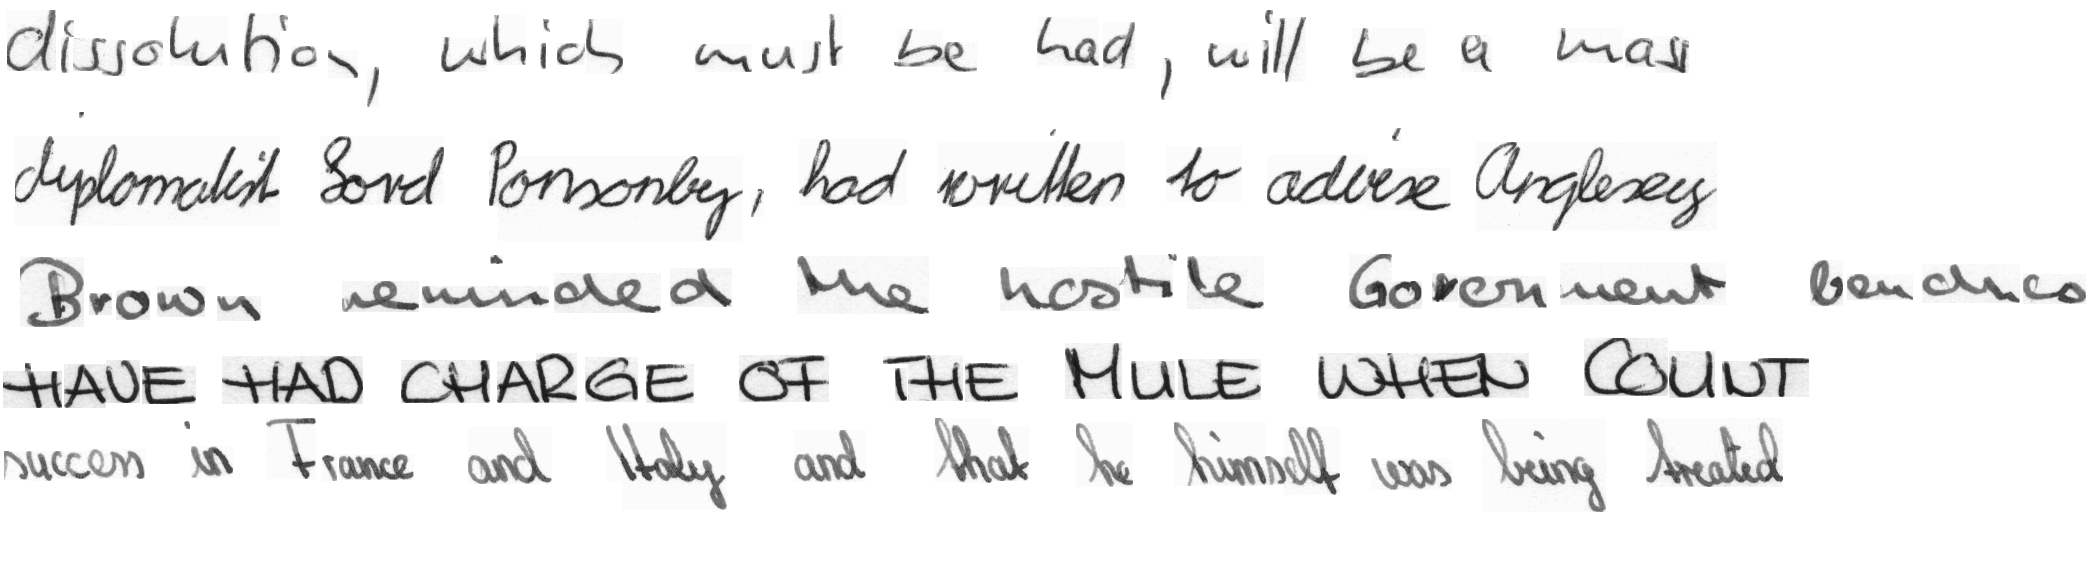 dissolution, which must be had, will be a mass
diplomatist Lord Ponsonby, had written to advise Anglesey
Brown reminded the hostile Government benches
HAVE HAD CHARGE OF THE MULE WHEN COUNT
success in France and Italy and that he himself was being treated